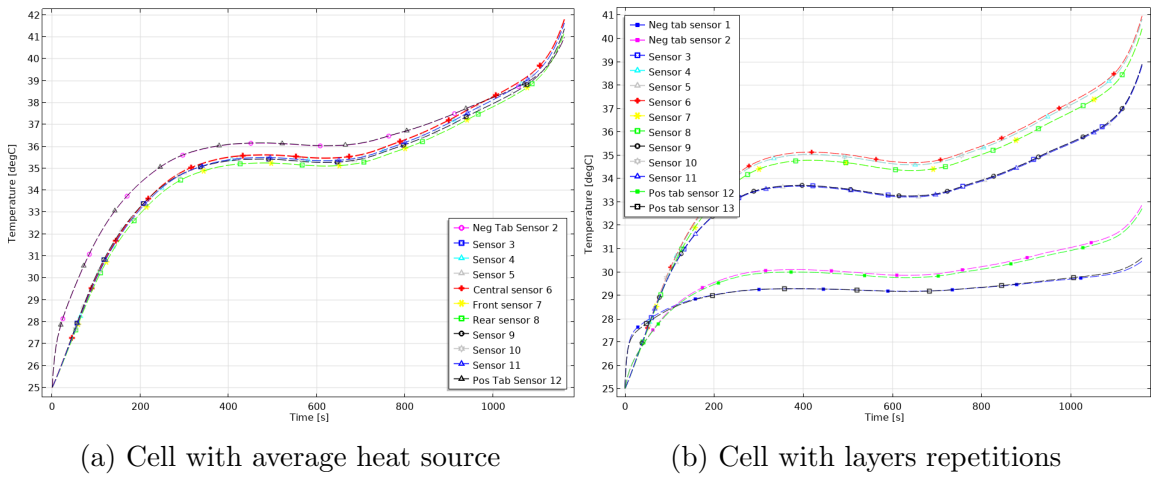 42
41
40
39
38
37
36
35
34
33
32
31
30
29
28
27
26
25
Temperature [degC]
0
200
400
600
800
1000
Time [s]
Neg Tab Sensor 2
Sensor 3
Sensor 4
Sensor 5
Central sensor 6
Front sensor 7
Rear sensor 8
Sensor 9
Sensor 10
Sensor 11
Pos Tab Sensor 12
(a) Cell with average heat source
41
40
39
38
37
36
35
34
33
32
31
30
29
28
27
26
25
Temperature [degC]
0
200
400
600
800
1000
Time [s]
Neg tab sensor 1
Neg tab sensor 2
Sensor 3
Sensor 4
Sensor 5
Sensor 6
Sensor 7
Sensor 8
Sensor 9
Sensor 10
Sensor 11
Pos tab sensor 12
Pos tab sensor 13
(b) Cell with layers repetitions